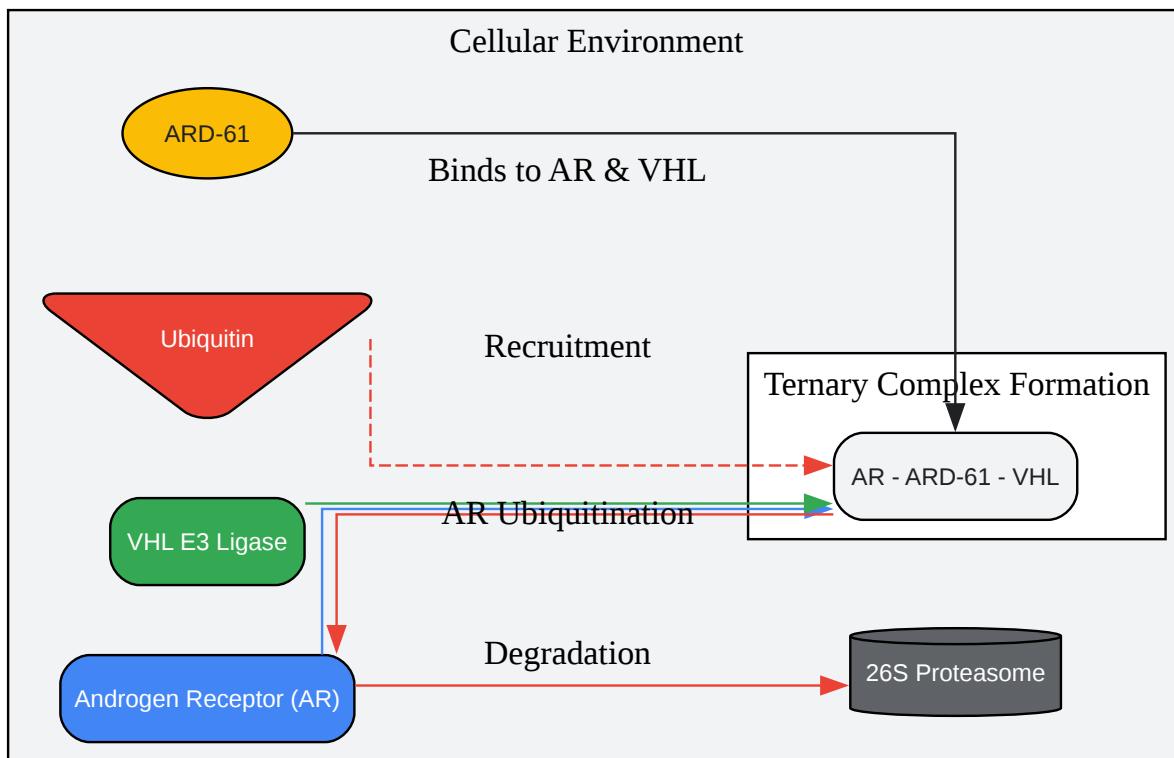 Cellular Environment
ARD-61
Binds to AR & VHL
Ubiquitin
Recruitment
Ternary Complex Formation
AR - ARD-61 - VHL
AR Ubiquitination
VHL E3 Ligase
Degradation
26S Proteasome
Androgen Receptor (AR)